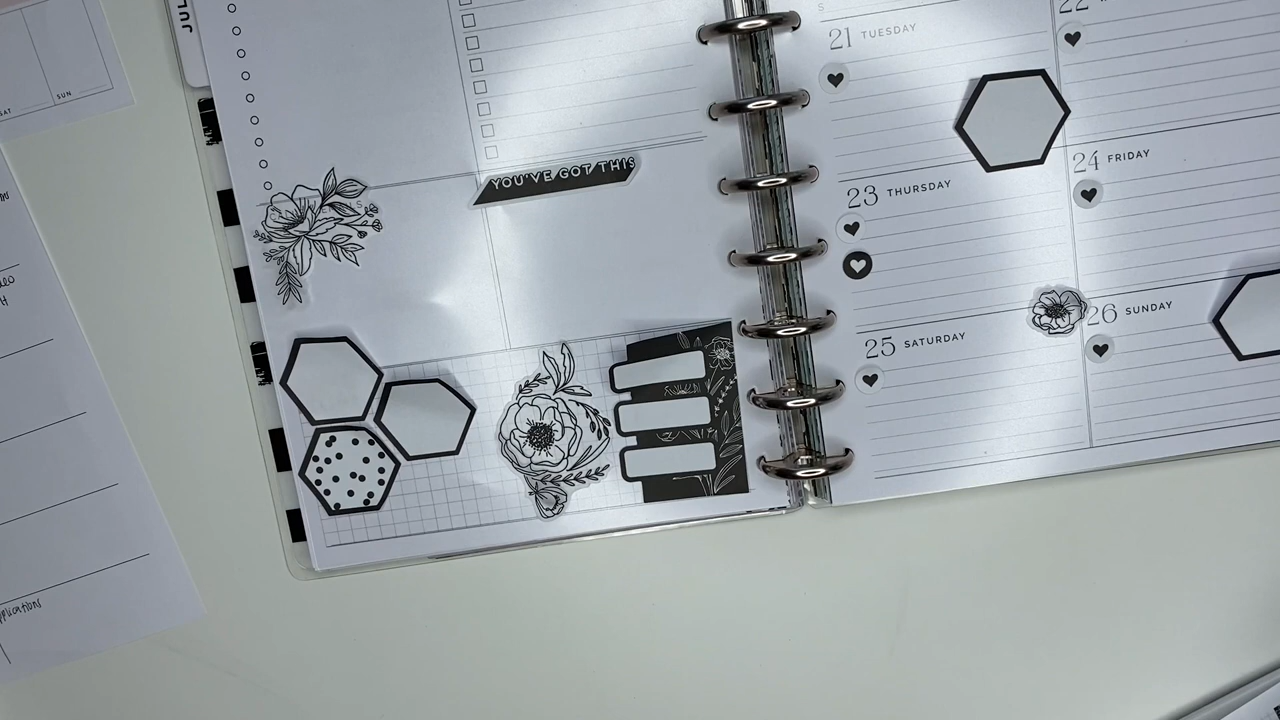 JUL
SAT
SUN
YOU'VE GOT THIS
21 TUESDAY
22
23 THURSDAY
24 FRIDAY
25 SATURDAY
26 SUNDAY